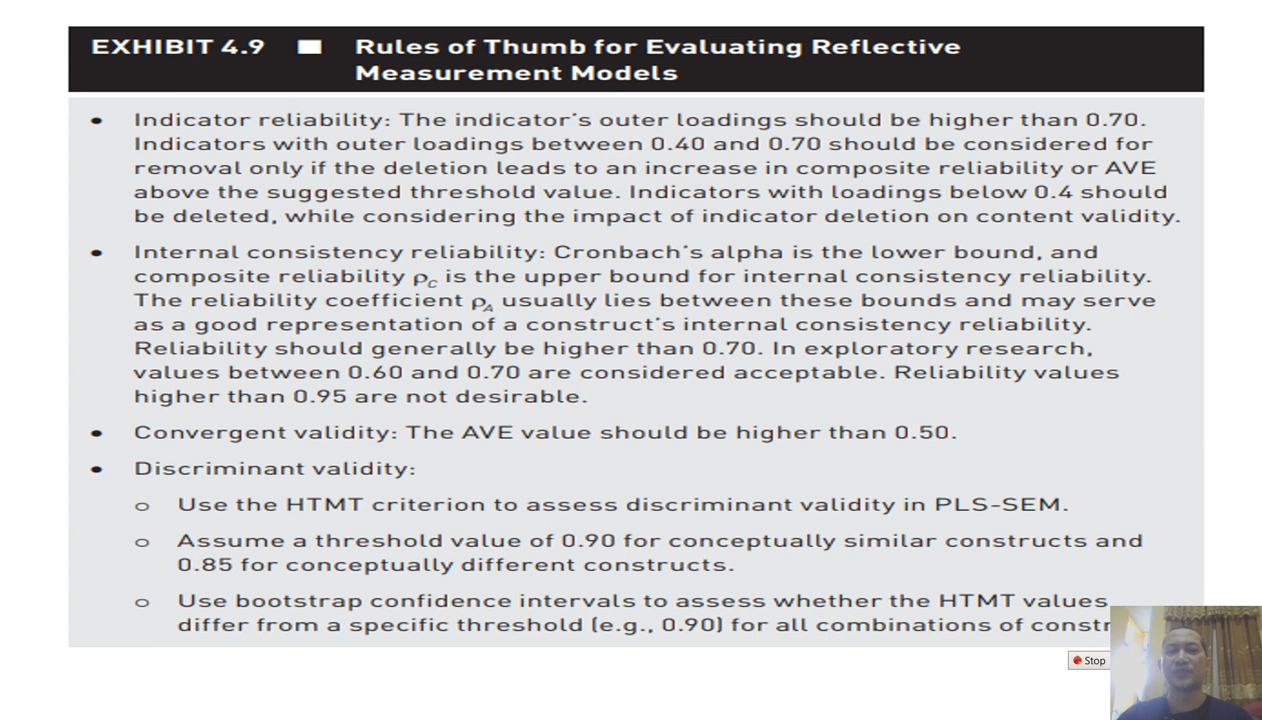 EXHIBIT 4.9 ■ Rules of Thumb for Evaluating Reflective
Measurement Models
• Indicator reliability: The indicator's outer loadings should be higher than 0.70.
Indicators with outer loadings between 0.40 and 0.70 should be considered for
removal only if the deletion leads to an increase in composite reliability or AVE
above the suggested threshold value. Indicators with loadings below 0.4 should
be deleted, while considering the impact of indicator deletion on content validity.
• Internal consistency reliability: Cronbach's alpha is the lower bound, and
composite reliability ρC is the upper bound for internal consistency reliability.
The reliability coefficient ρA usually lies between these bounds and may serve
as a good representation of a construct's internal consistency reliability.
Reliability should generally be higher than 0.70. In exploratory research,
values between 0.60 and 0.70 are considered acceptable. Reliability values
higher than 0.95 are not desirable.
• Convergent validity: The AVE value should be higher than 0.50.
• Discriminant validity:
○ Use the HTMT criterion to assess discriminant validity in PLS-SEM.
○ Assume a threshold value of 0.90 for conceptually similar constructs and
0.85 for conceptually different constructs.
○ Use bootstrap confidence intervals to assess whether the HTMT values
differ from a specific threshold (e.g., 0.90) for all combinations of
Stop